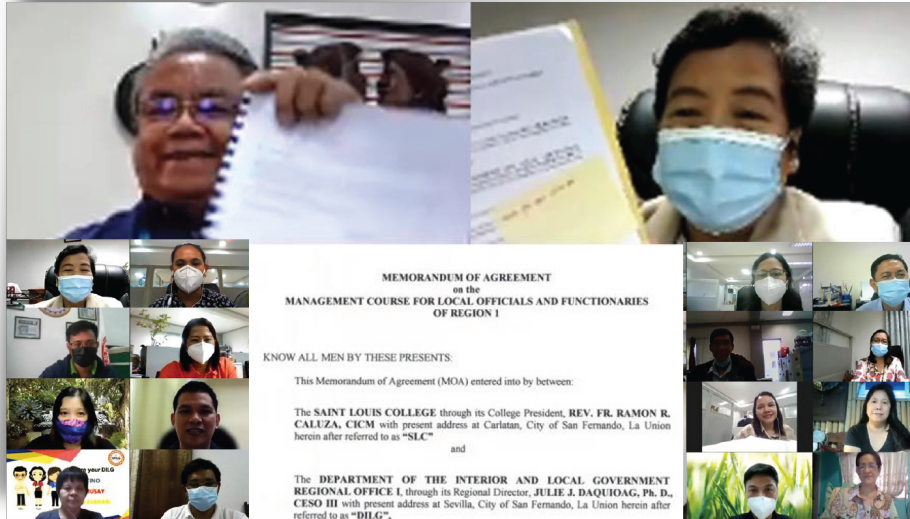 MEMORANDUM OF AGREEMENT
on the
MANAGEMENT COURSE FOR LOCAL OFFICIALS AND FUNCTIONARIES
OF REGION 1
KNOW ALL MEN BY THESE PRESENTS:
This Memorandum of Agreement (MOA) entered into by between:
The SAINT LOUIS COLLEGE through its College President, REV. FR. RAMON R.
CALUZA, CICM with present address at Carlatan, City of San Fernando, La Union
herein after referred to as “SLC”
and
The DEPARTMENT OF THE INTERIOR AND LOCAL GOVERNMENT
REGIONAL OFFICE I, through its Regional Director, JULIE J. DAQUIOAG, Ph. D.,
CESO III with present address at Sevilla, City of San Fernando, La Union herein
after referred to as “DILG”.
your DILG
TINO